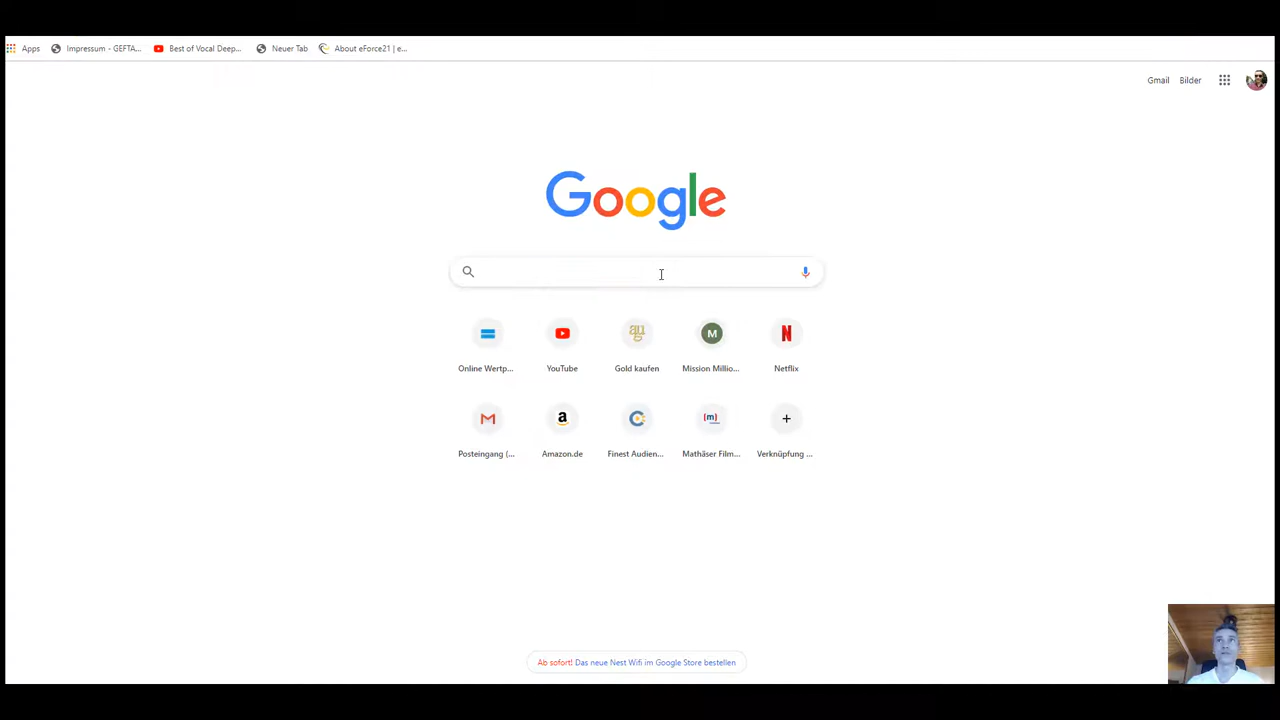 Apps Impressum - GEFTA... Best of Vocal Deep... Neuer Tab About eForce21 | e...
Gmail Bilder
Google
Online Wertp... YouTube Gold kaufen Mission Millio... Netflix
Posteingang (... Amazon.de Finest Audien... Mathäser Film... Verknüpfung ...
Ab sofort! Das neue Nest Wifi im Google Store bestellen